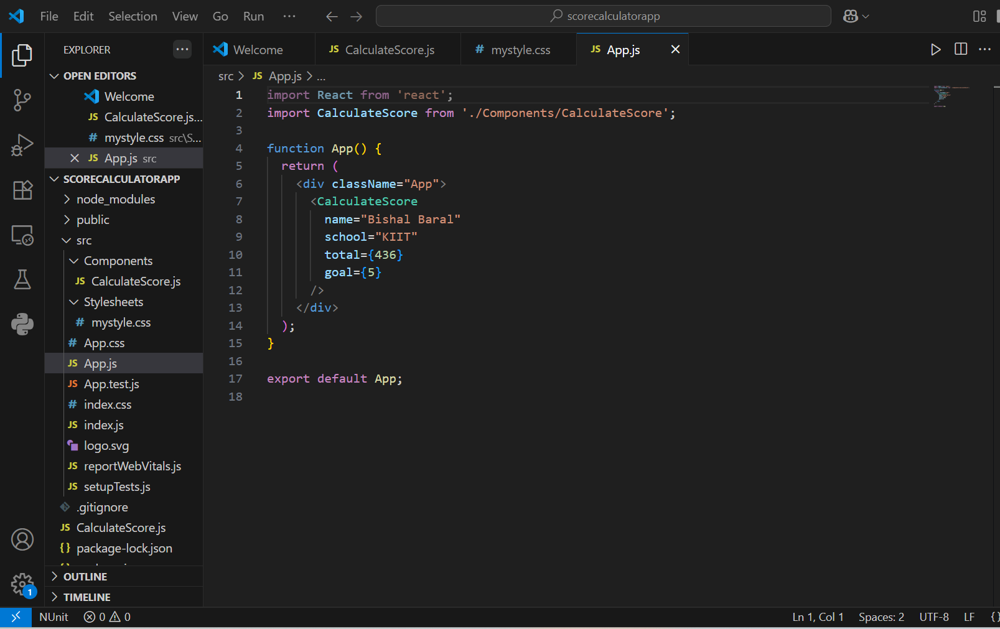 File Edit Selection View Go Run ··· scorecalculatorapp
EXPLORER ···
OPEN EDITORS
Welcome
JS CalculateScore.js...
# mystyle.css src\S...
JS App.js src
SCORECALCULATORAPP
node_modules
public
src
Components
JS CalculateScore.js
Stylesheets
# mystyle.css
# App.css
JS App.js
JS App.test.js
# index.css
JS index.js
logo.svg
JS reportWebVitals.js
JS setupTests.js
.gitignore
JS CalculateScore.js
{} package-lock.json
OUTLINE
TIMELINE
1
Welcome JS CalculateScore.js # mystyle.css JS App.js
src > JS App.js > ...
1 import React from 'react';
2 import CalculateScore from './Components/CalculateScore';
3
4 function App() {
5 return (
6 <div className="App">
7 <CalculateScore
8 name="Bishal Baral"
9 school="KIIT"
10 total={436}
11 goal={5}
12 />
13 </div>
14 );
15 }
16
17 export default App;
18
NUnit 0 0 Ln 1, Col 1 Spaces: 2 UTF-8 LF {}